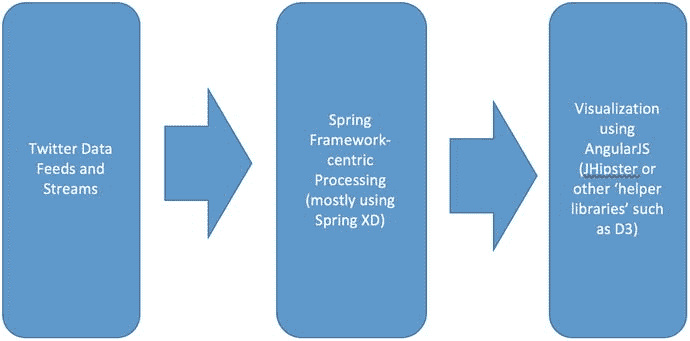 Twitter Data
Feeds and
Streams
Spring
Framework-
centric
Processing
(mostly using
Spring XD)
Visualization
using
AngularJS
(JHipster or
other ‘helper
libraries’ such
as D3)